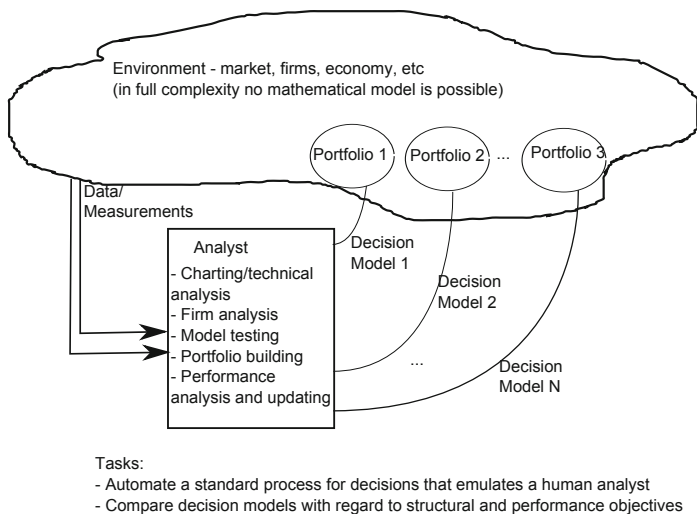 Environment - market, firms, economy, etc
(in full complexity no mathematical model is possible)
Portfolio 1
Portfolio 2
...
Portfolio 3
Data/
Measurements
Analyst
- Charting/technical
analysis
- Firm analysis
- Model testing
- Portfolio building
- Performance
analysis and updating
Decision
Model 1
Decision
Model 2
...
Decision
Model N
Tasks:
- Automate a standard process for decisions that emulates a human analyst
- Compare decision models with regard to structural and performance objectives